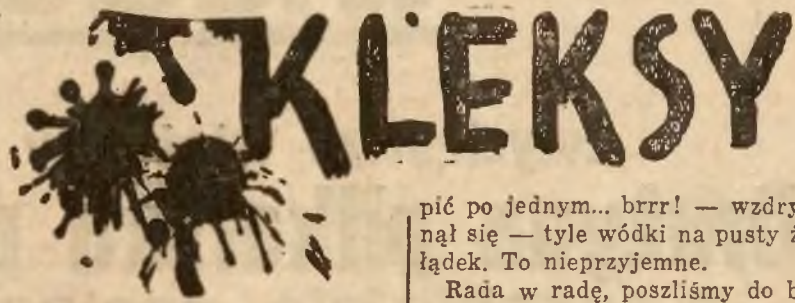 KLEKSY
pić po jednym... brrr! — wzdry
nął się — tyle wódki na pusty ż
łądek. To nieprzyjemne.
Rada w radę, poszliśmy do b